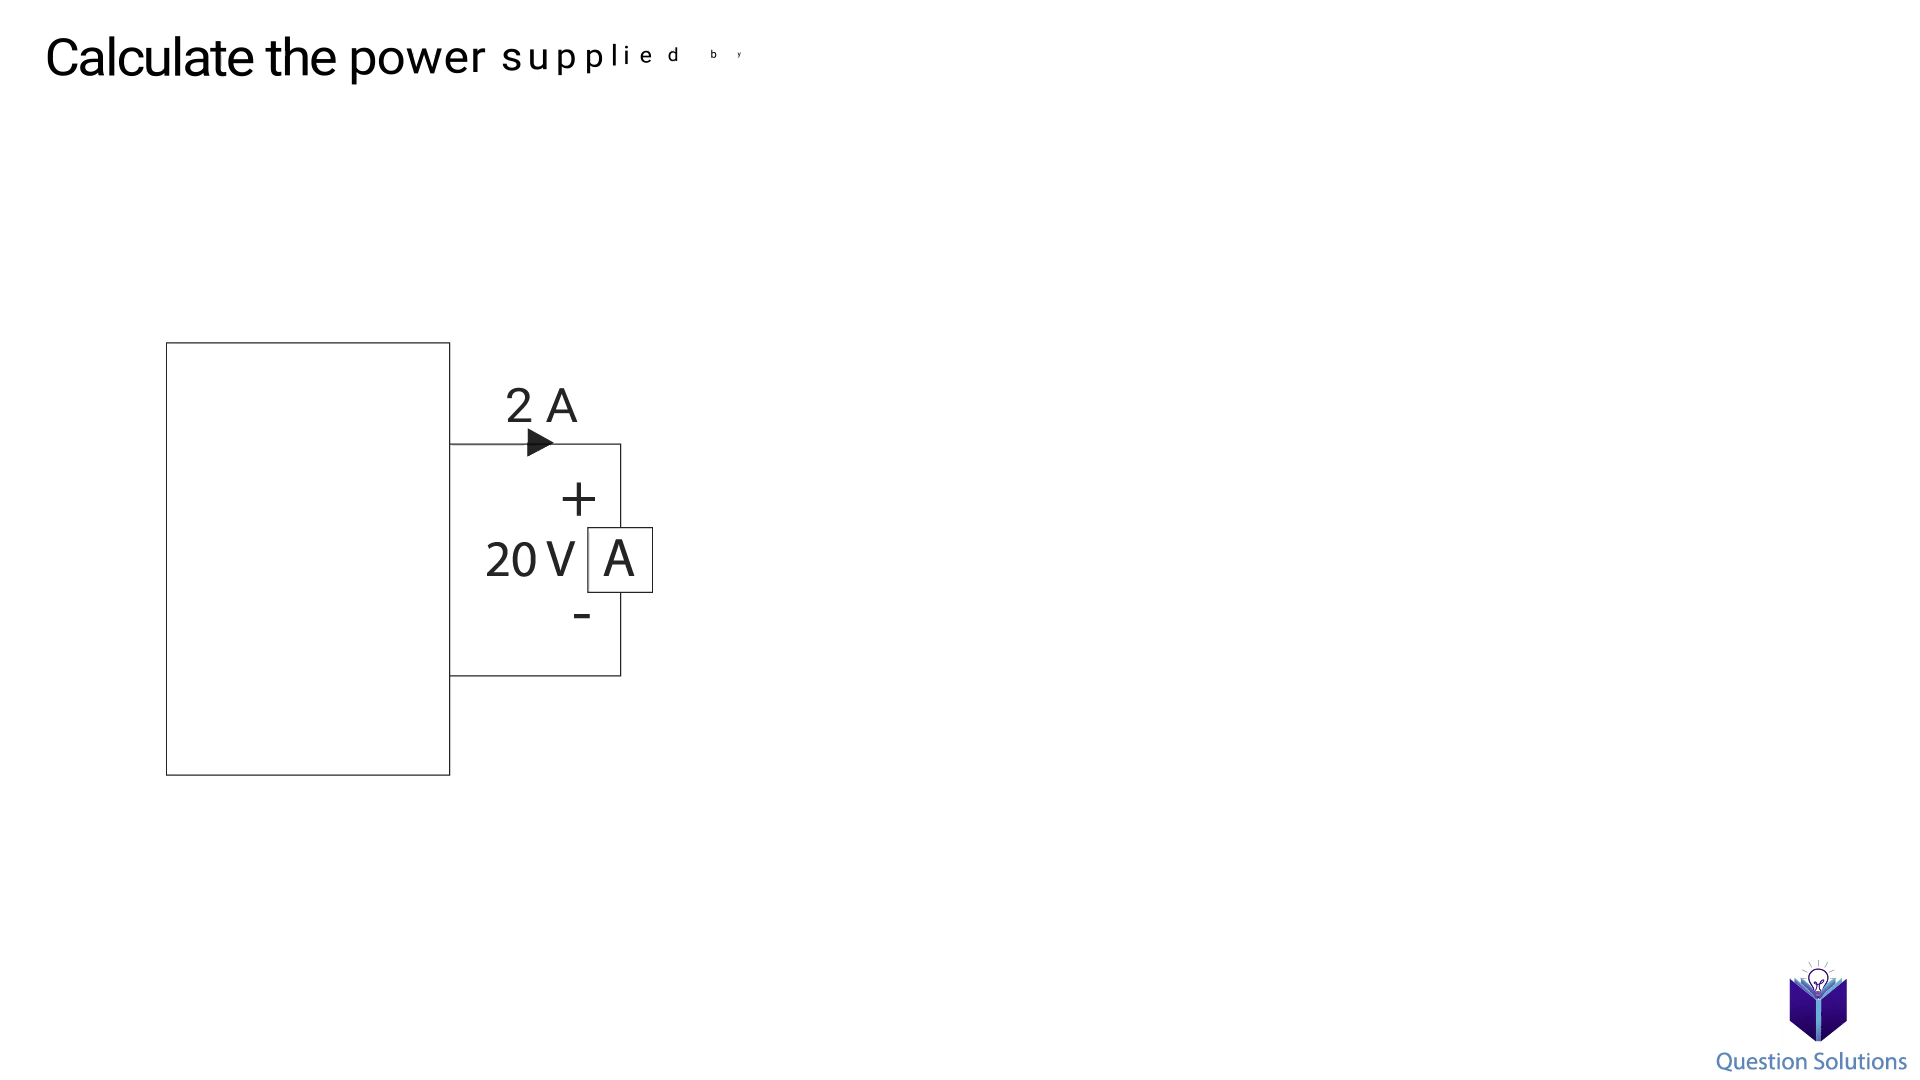 Calculate the power supplied by
2 A
+
20 V A
-
Question Solutions